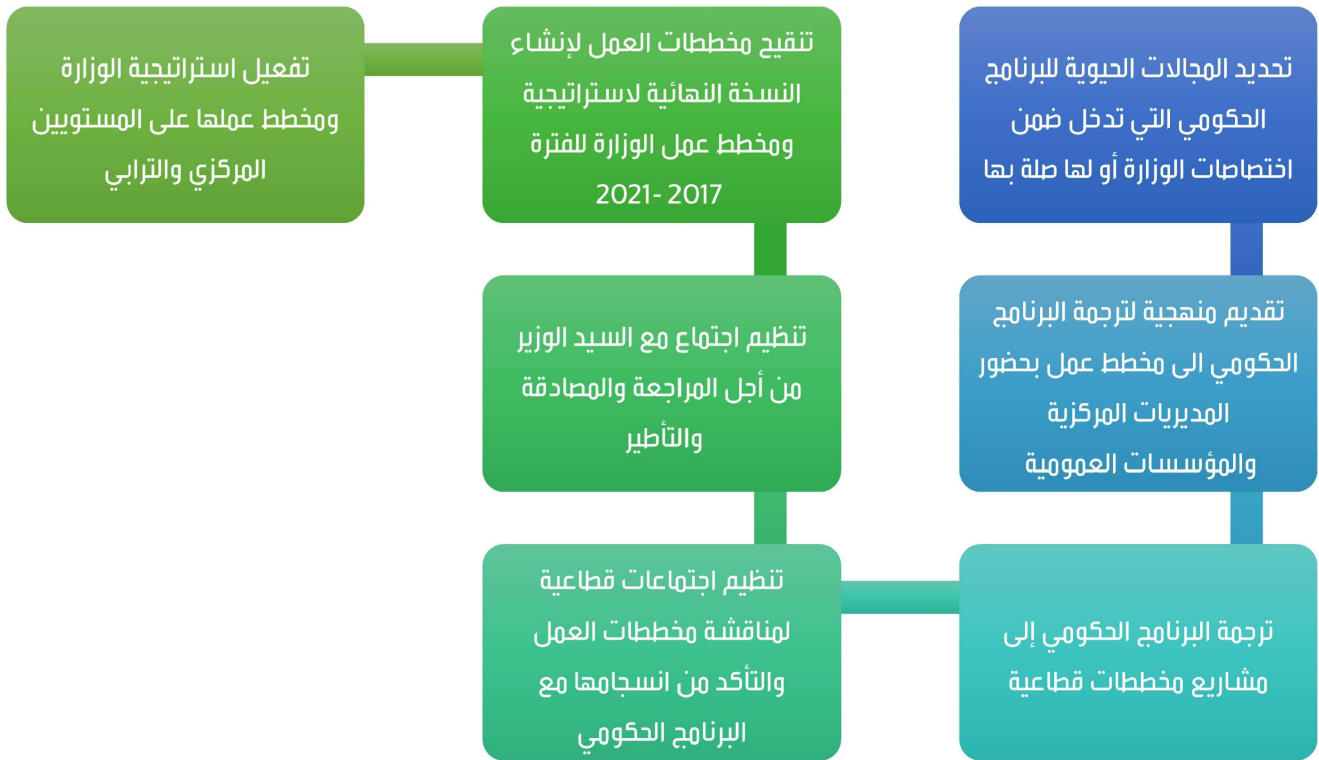 تحديد المجالات الحيوية للبرنامج
الحكومي التي تدخل ضمن
اختصاصات الوزارة أو لها صلة بها
تقديم منهجية لترجمة البرنامج
الحكومي الى مخطط عمل بحضور
المديريات المركزية
والمؤسسات العمومية
ترجمة البرنامج الحكومي إلى
مشاريع مخططات قطاعية
تنظيم اجتماعات قطاعية
لمناقشة مخططات العمل
والتأكد من انسجامها مع
البرنامج الحكومي
تنظيم اجتماع مع السيد الوزير
من أجل المراجعة والمصادقة
والتأطير
تنقيح مخططات العمل لإنشاء
النسخة النهائية لاستراتيجية
ومخطط عمل الوزارة للفترة
2017 -2021
تفعيل استراتيجية الوزارة
ومخطط عملها على المستويين
المركزي والترابي